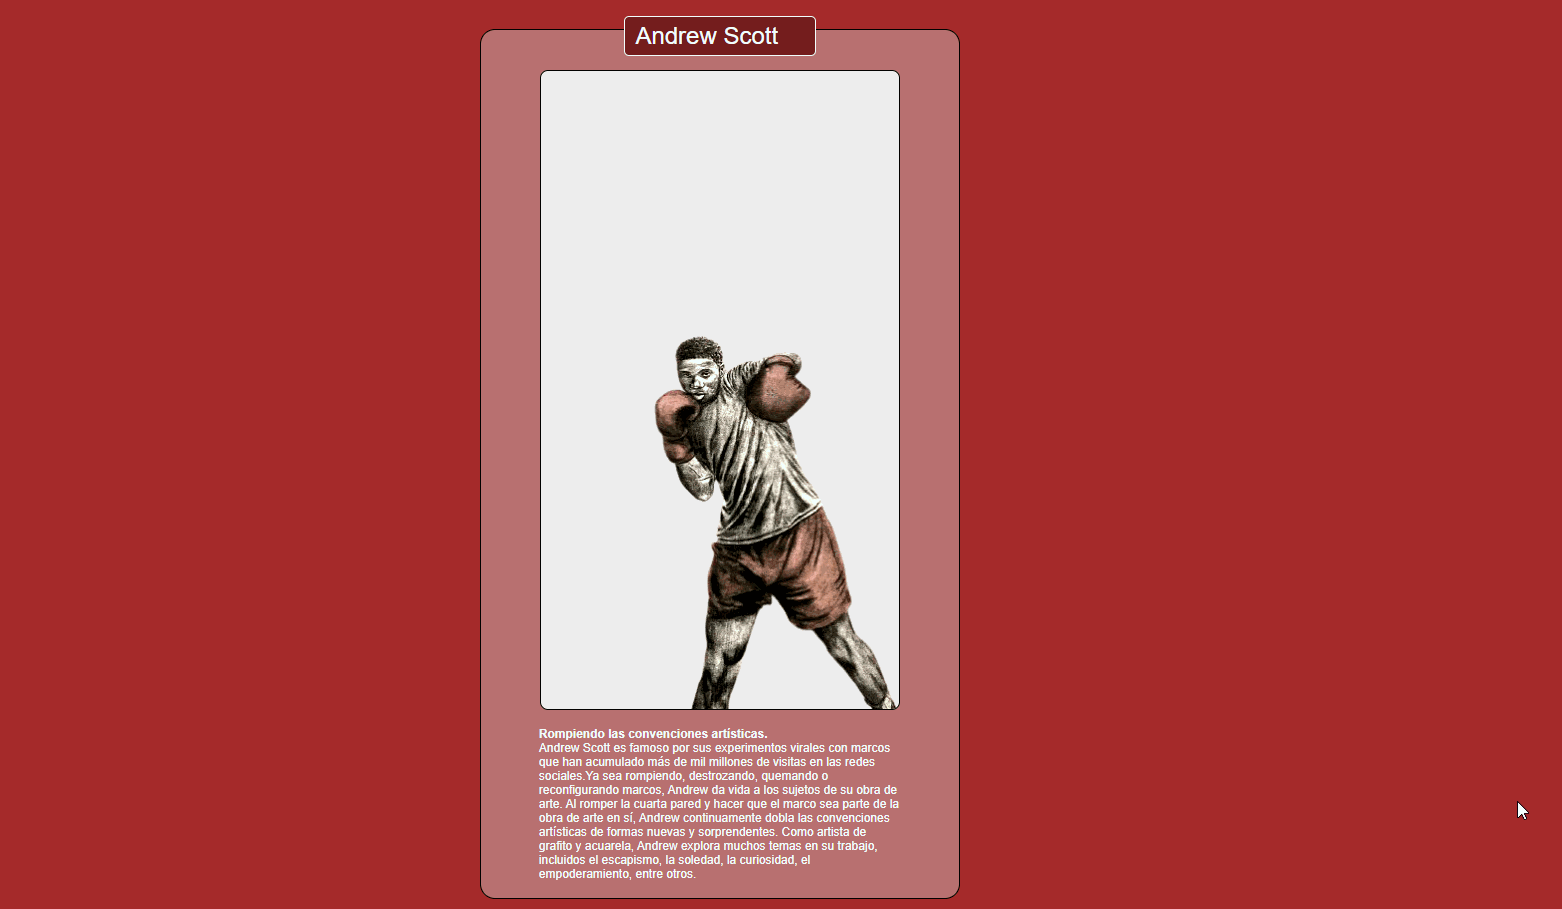 Andrew Scott
Rompiendo las convenciones artísticas.
Andrew Scott es famoso por sus experimentos virales con marcos
que han acumulado más de mil millones de visitas en las redes
sociales.Ya sea rompiendo, destrozando, quemando o
reconfigurando marcos, Andrew da vida a los sujetos de su obra de
arte. Al romper la cuarta pared y hacer que el marco sea parte de la
obra de arte en sí, Andrew continuamente dobla las convenciones
artísticas de formas nuevas y sorprendentes. Como artista de
grafito y acuarela, Andrew explora muchos temas en su trabajo,
incluidos el escapismo, la soledad, la curiosidad, el
empoderamiento, entre otros.